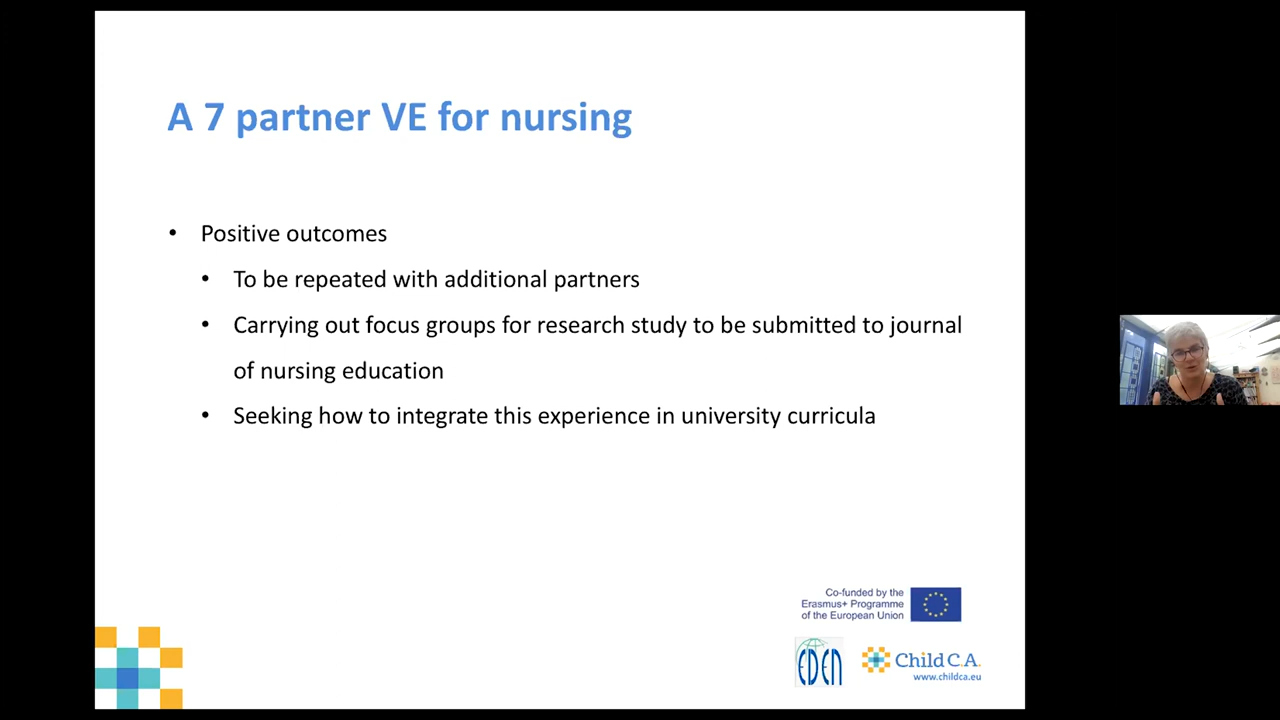 A 7 partner VE for nursing
• Positive outcomes
• To be repeated with additional partners
• Carrying out focus groups for research study to be submitted to journal
of nursing education
• Seeking how to integrate this experience in university curricula
Co-funded by the
Erasmus+ Programme
of the European Union
EDEN
Child C.A.
www.childca.eu